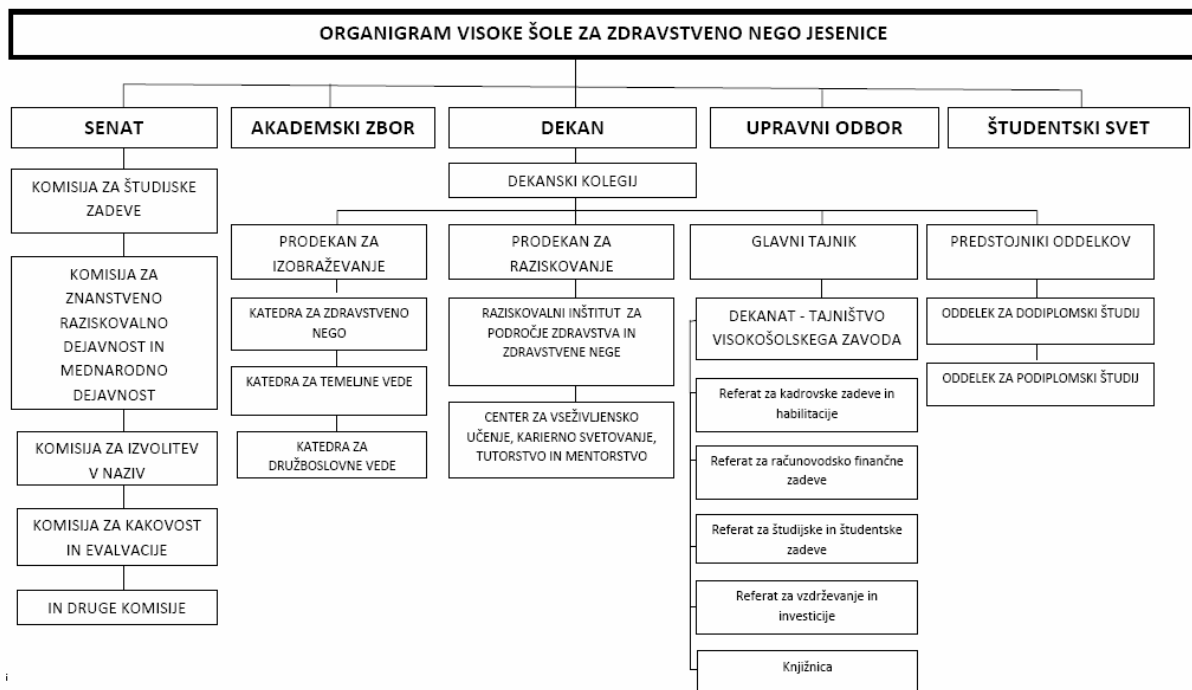 ORGANIGRAM VISOKE ŠOLE ZA ZDRAVSTVENO NEGO JESENICE
SENAT
AKADEMSKI ZBOR
DEKAN
UPRAVNI ODBOR
ŠTUDENTSKI SVET
KOMISIJA ZA ŠTUDIJSKE
ZADEVE
KOMISIJA ZA
ZNANSTVENO
RAZISKOVALNO
DEJAVNOST IN
MEDNARODNO
DEJAVNOST
KOMISIJA ZA IZVOLITEV
V NAZIV
KOMISIJA ZA KAKOVOST
IN EVALVACIJE
IN DRUGE KOMISIJE
DEKANSKI KOLEGIJ
PRODEKAN ZA
IZOBRAŽEVANJE
KATEDRA ZA ZDRAVSTVENO
NEGO
KATEDRA ZA TEMELJNE VEDE
KATEDRA ZA
DRUŽBOSLOVNE VEDE
PRODEKAN ZA
RAZISKOVANJE
RAZISKOVALNI INŠTITUT ZA
PODROČJE ZDRAVSTVA IN
ZDRAVSTVENE NEGE
CENTER ZA VSEŽIVLJENSKO
UČENJE, KARIERNO SVETOVANJE,
TUTORSTVO IN MENTORSTVO
GLAVNI TAJNIK
DEKANAT - TAJNIŠTVO
VISOKOŠOLSKEGA ZAVODA
Referat za kadrovske zadeve in
habilitacije
Referat za računovodsko finančne
zadeve
Referat za študijske in študentske
zadeve
Referat za vzdrževanje in
investicije
Knjižnica
PREDSTOJNIKI ODDELKOV
ODDELEK ZA DODIPLOMSKI ŠTUDIJ
ODDELEK ZA PODIPLOMSKI ŠTUDIJ
i